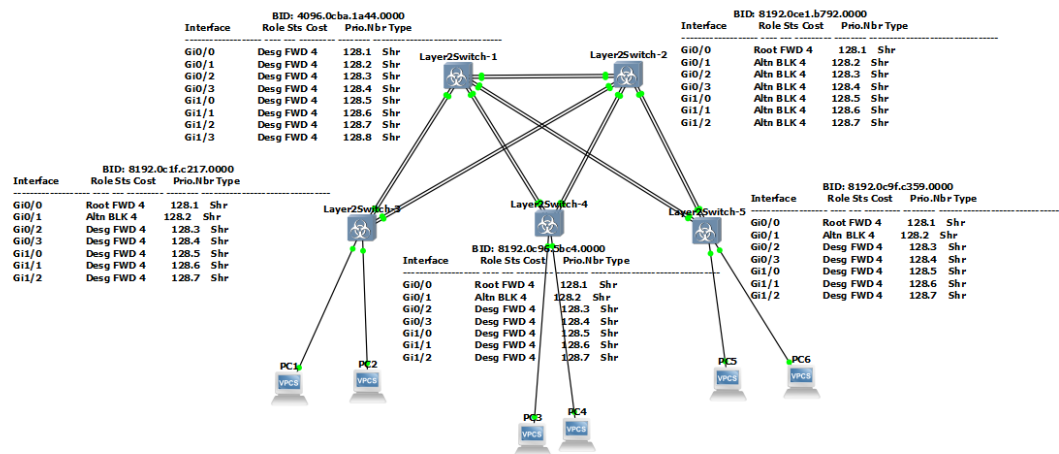 BID: 4096.0cba.1a44.0000
Interface Role Sts Cost Prio.Nbr Type
------------------- ---- --- --------- -------- --------------------------------
Gi0/0 Desg FWD 4 128.1 Shr
Gi0/1 Desg FWD 4 128.2 Shr
Gi0/2 Desg FWD 4 128.3 Shr
Gi0/3 Desg FWD 4 128.4 Shr
Gi1/0 Desg FWD 4 128.5 Shr
Gi1/1 Desg FWD 4 128.6 Shr
Gi1/2 Desg FWD 4 128.7 Shr
Gi1/3 Desg FWD 4 128.8 Shr
BID: 8192.0ce1.b792.0000
Interface Role Sts Cost Prio.Nbr Type
------------------- ---- --- --------- -------- --------------------------------
Gi0/0 Root FWD 4 128.1 Shr
Gi0/1 Altn BLK 4 128.2 Shr
Gi0/2 Altn BLK 4 128.3 Shr
Gi0/3 Altn BLK 4 128.4 Shr
Gi1/0 Altn BLK 4 128.5 Shr
Gi1/1 Altn BLK 4 128.6 Shr
Gi1/2 Altn BLK 4 128.7 Shr
Layer2Switch-1
Layer2Switch-2
BID: 8192.0c1f.c217.0000
Interface Role Sts Cost Prio.Nbr Type
------------------- ---- --- --------- -------- --------------------------------
Gi0/0 Root FWD 4 128.1 Shr
Gi0/1 Altn BLK 4 128.2 Shr
Gi0/2 Desg FWD 4 128.3 Shr
Gi0/3 Desg FWD 4 128.4 Shr
Gi1/0 Desg FWD 4 128.5 Shr
Gi1/1 Desg FWD 4 128.6 Shr
Gi1/2 Desg FWD 4 128.7 Shr
Layer2Switch-3
Layer2Switch-4
Layer2Switch-5
BID: 8192.0c9f.c359.0000
Interface Role Sts Cost Prio.Nbr Type
------------------- ---- --- --------- -------- --------------------------------
Gi0/0 Root FWD 4 128.1 Shr
Gi0/1 Altn BLK 4 128.2 Shr
Gi0/2 Desg FWD 4 128.3 Shr
Gi0/3 Desg FWD 4 128.4 Shr
Gi1/0 Desg FWD 4 128.5 Shr
Gi1/1 Desg FWD 4 128.6 Shr
Gi1/2 Desg FWD 4 128.7 Shr
BID:
Interface Role Sts Cost Prio.Nbr Type
------------------- ---- --- --------- -------- --------------------------------
Gi0/0 Root FWD 4 128.1 Shr
Gi0/1 Altn BLK 4 128.2 Shr
Gi0/2 Desg FWD 4 128.3 Shr
Gi0/3 Desg FWD 4 128.4 Shr
Gi1/0 Desg FWD 4 128.5 Shr
Gi1/1 Desg FWD 4 128.6 Shr
Gi1/2 Desg FWD 4 128.7 Shr
PC1
VPCS
PC2
VPCS
PC3
VPCS
PC4
VPCS
PC5
VPCS
PC6
VPCS